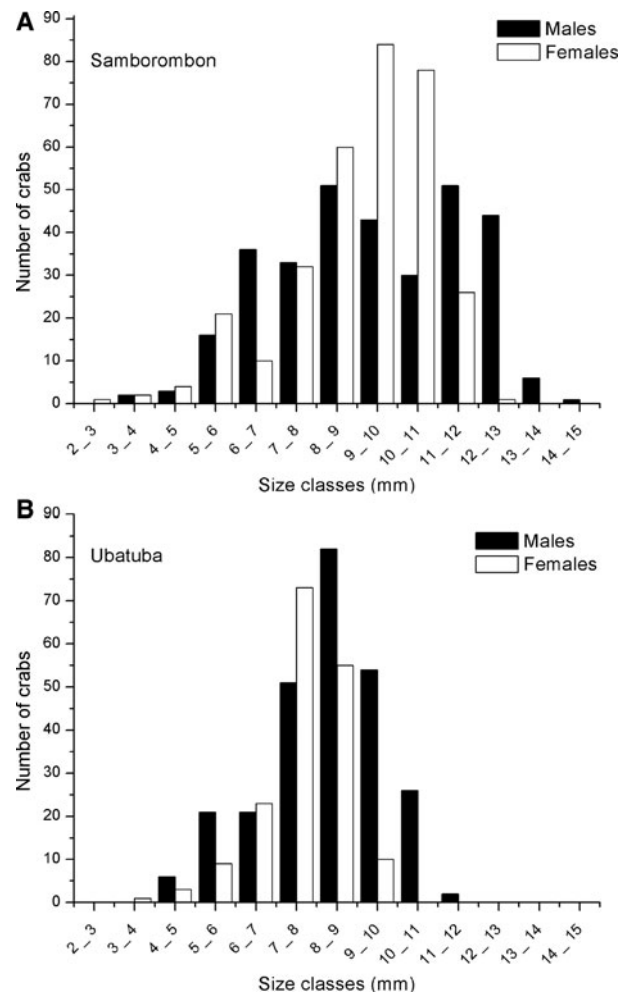 A
90
80
70
60
50
40
30
20
10
0
Number of crabs
Samborombon
Males
Females
2_3 3_4 4_5 5_6 6_7 7_8 8_9 9_10 10_11 11_12 12_13 13_14 14_15
Size classes (mm)
B
90
80
70
60
50
40
30
20
10
0
Number of crabs
Ubatuba
Males
Females
2_3 3_4 4_5 5_6 6_7 7_8 8_9 9_10 10_11 11_12 12_13 13_14 14_15
Size classes (mm)